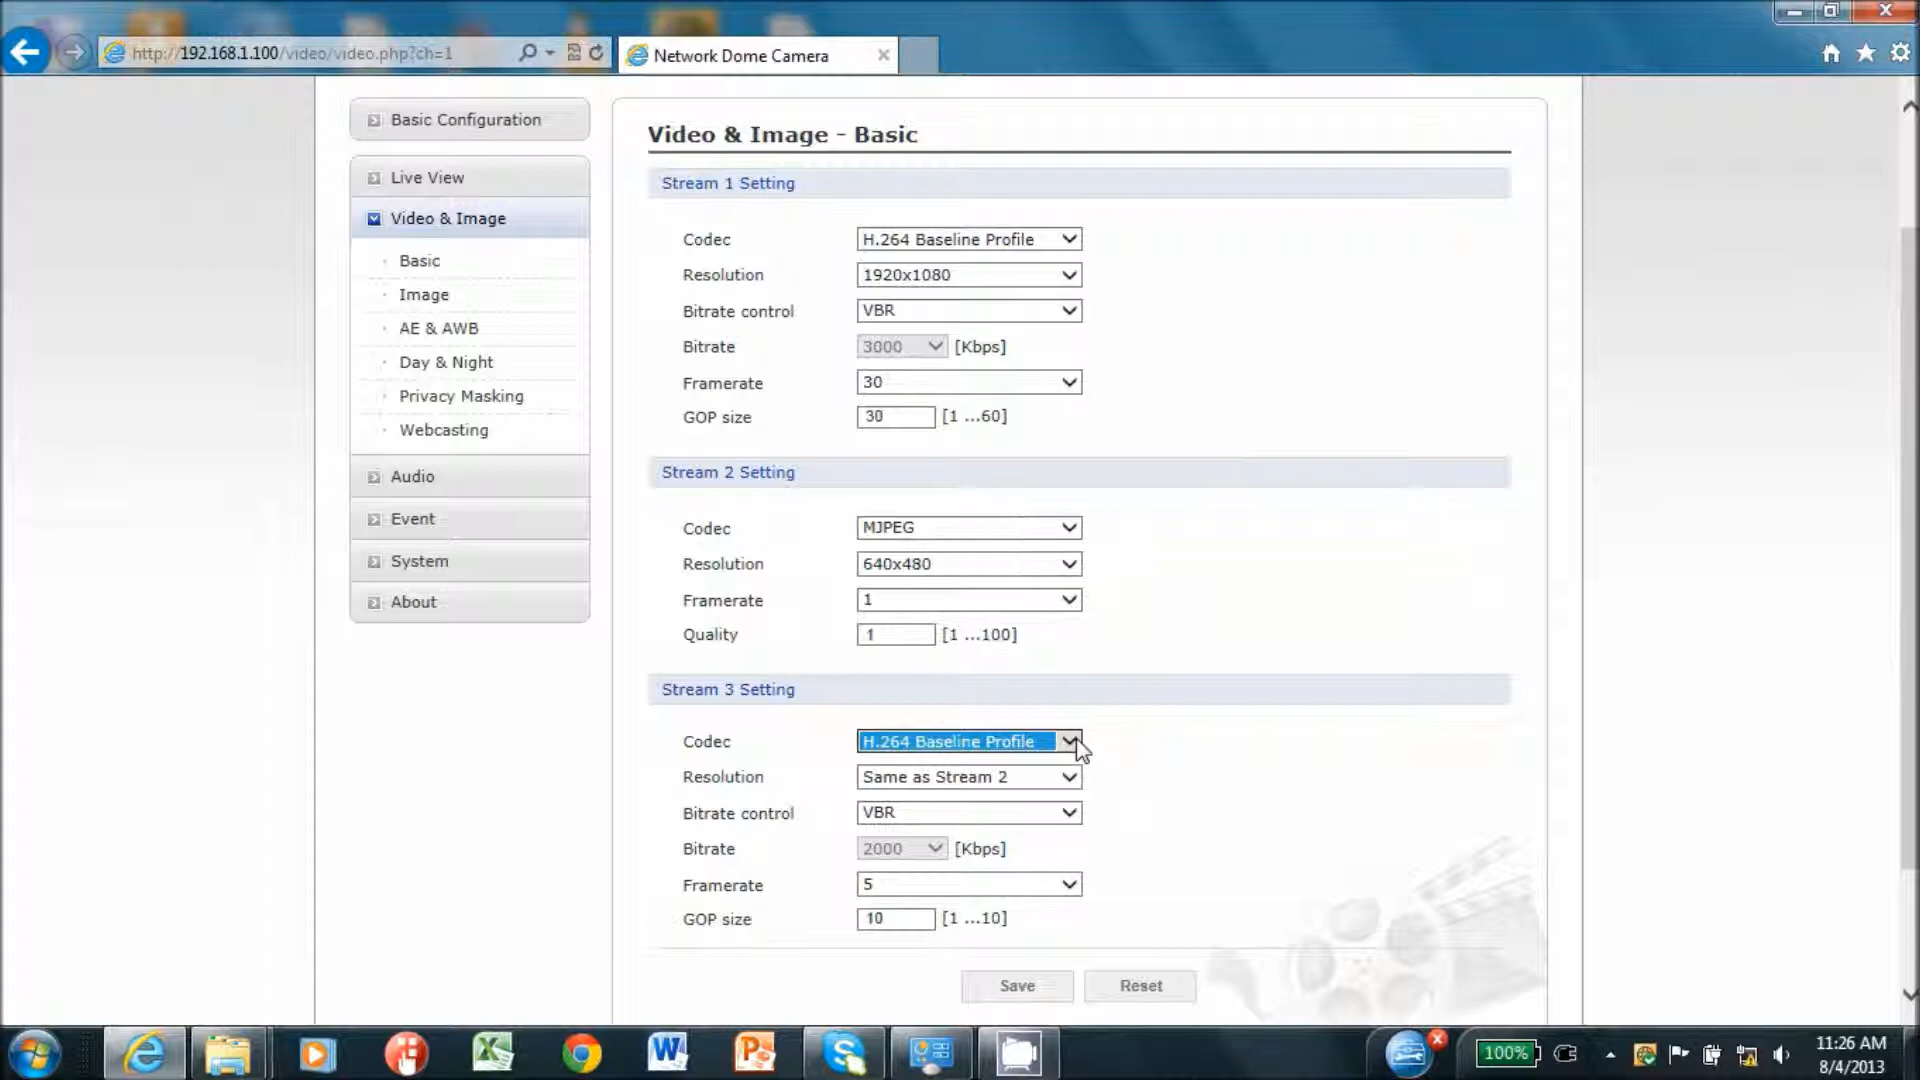 http://192.168.1.100/video/video.php?ch=1
Network Dome Camera
Basic Configuration
Live View
Video & Image
Basic
Image
AE & AWB
Day & Night
Privacy Masking
Webcasting
Audio
Event
System
About
Video & Image - Basic
Stream 1 Setting
Codec H.264 Baseline Profile
Resolution 1920x1080
Bitrate control VBR
Bitrate 3000 [Kbps]
Framerate 30
GOP size 30 [1 ...60]
Stream 2 Setting
Codec MJPEG
Resolution 640x480
Framerate 1
Quality 1 [1 ...100]
Stream 3 Setting
Codec H.264 Baseline Profile
Resolution Same as Stream 2
Bitrate control VBR
Bitrate 2000 [Kbps]
Framerate 5
GOP size 10 [1 ...10]
Save Reset
100%
11:26 AM
8/4/2013